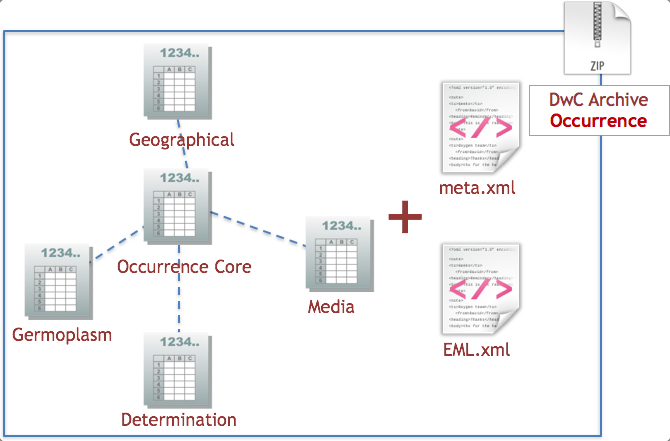 1234..
A B C
Geographical
1234..
A B C
Occurrence Core
1234..
A B C
Germoplasm
1234..
A B C
Media
1234..
A B C
Determination
+
</>
meta.xml
</>
EML.xml
ZIP
DwC Archive
Occurrence